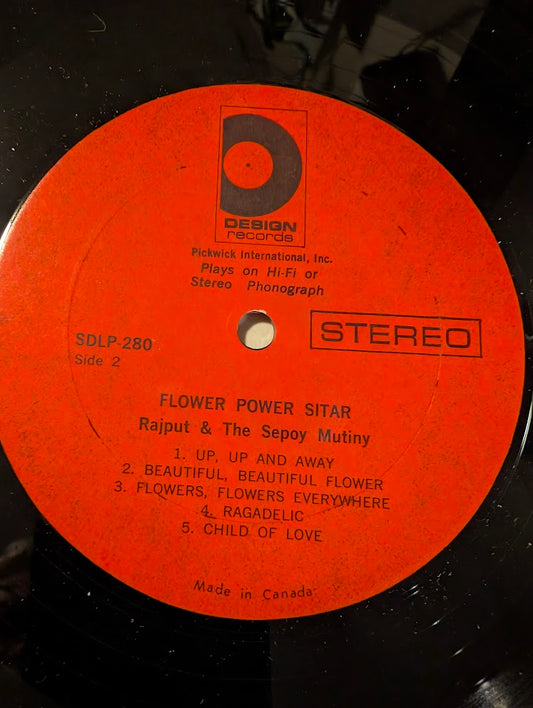 DESIGN
records
Pickwick International, Inc.
Plays on Hi-Fi or
Stereo Phonograph
STEREO
SDLP-280
Side 2
FLOWER POWER SITAR
Rajput & The Sepoy Mutiny
1. UP, UP AND AWAY
2. BEAUTIFUL, BEAUTIFUL FLOWER
3. FLOWERS, FLOWERS EVERYWHERE
4. RAGADELIC
5. CHILD OF LOVE
Made in Canada